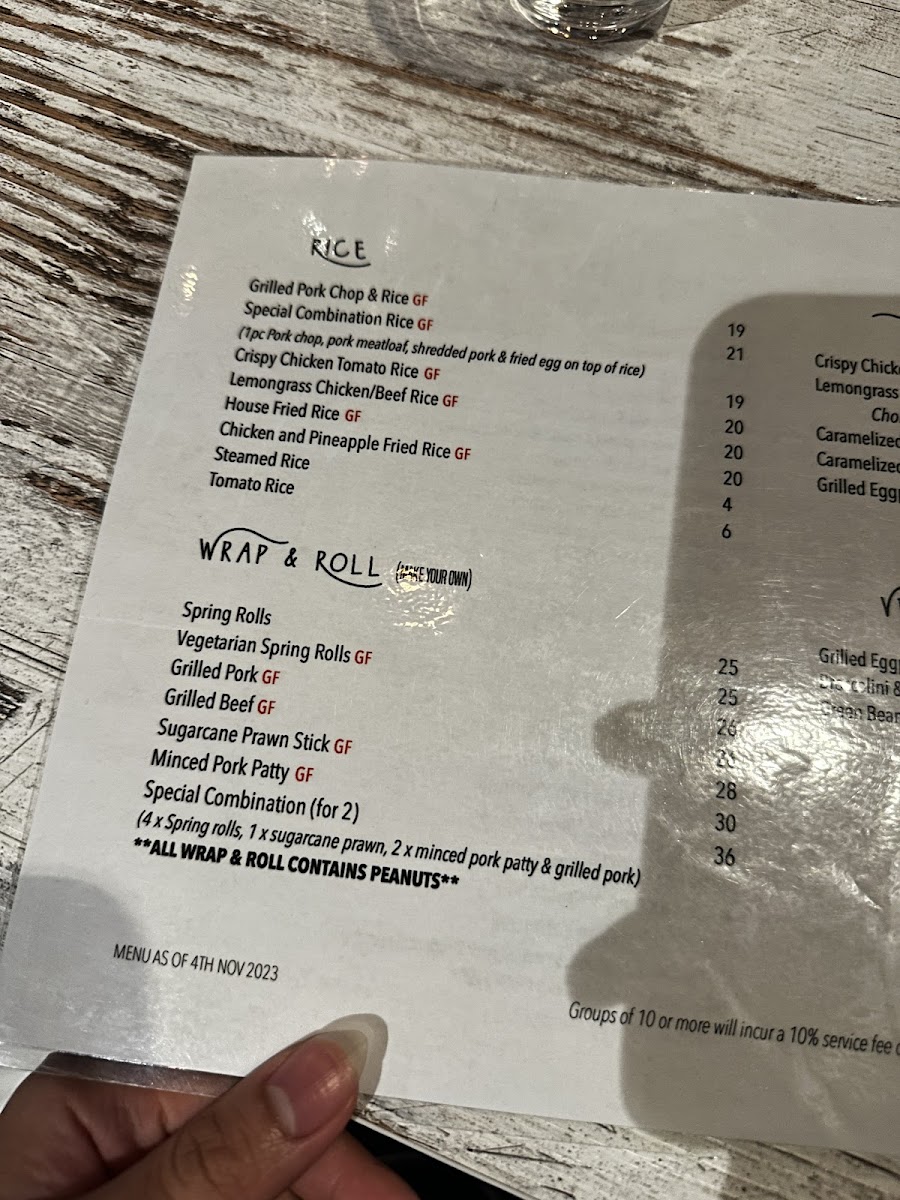 RICE
Grilled Pork Chop & Rice GF 19
Special Combination Rice GF 21
(1pc Pork chop, pork meatloaf, shredded pork & fried egg on top of rice)
Crispy Chicken Tomato Rice GF 19
Lemongrass Chicken/Beef Rice GF 20
House Fried Rice GF 20
Chicken and Pineapple Fried Rice GF 20
Steamed Rice 4
Tomato Rice 6
WRAP & ROLL (MAKE YOUR OWN)
Spring Rolls 25
Vegetarian Spring Rolls GF 25
Grilled Pork GF 26
Grilled Beef GF
Sugarcane Prawn Stick GF 28
Minced Pork Patty GF 30
Special Combination (for 2) 36
(4 x Spring rolls, 1 x sugarcane prawn, 2 x minced pork patty & grilled pork)
**ALL WRAP & ROLL CONTAINS PEANUTS**
MENU AS OF 4TH NOV 2023
Crispy Chick
Lemongrass
Cho
Caramelized
Caramelized
Grilled Egg
Grilled Egg
&
Green Bean
Groups of 10 or more will incur a 10% service fee